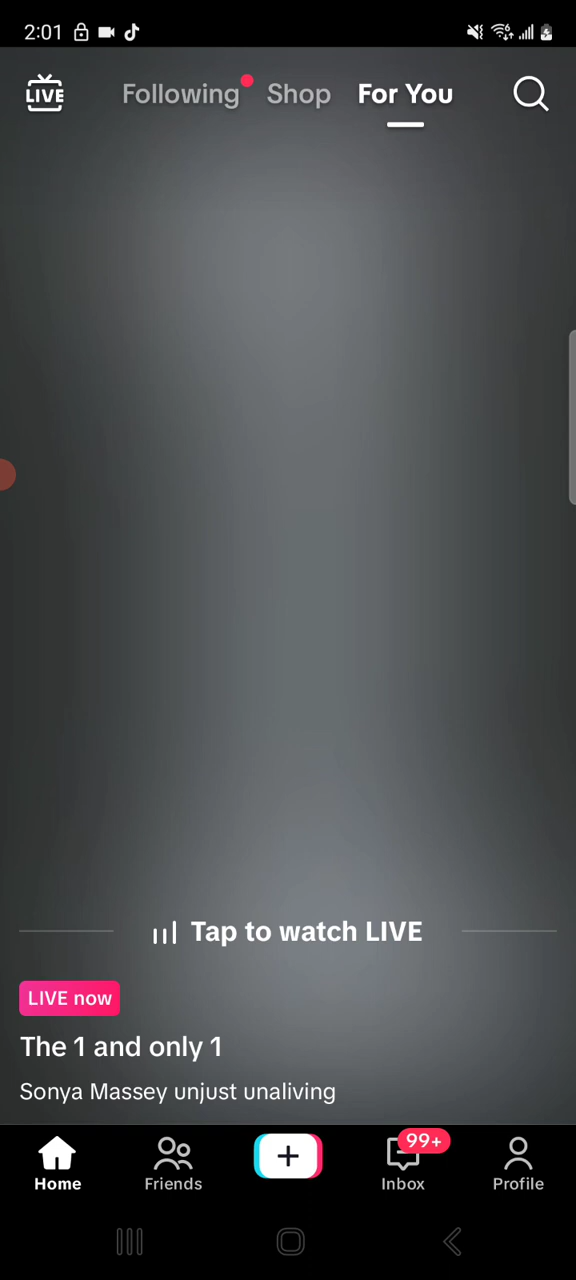 2:01
LIVE Following Shop For You
Tap to watch LIVE
LIVE now
The 1 and only 1
Sonya Massey unjust unaliving
99+
Home Friends Inbox Profile